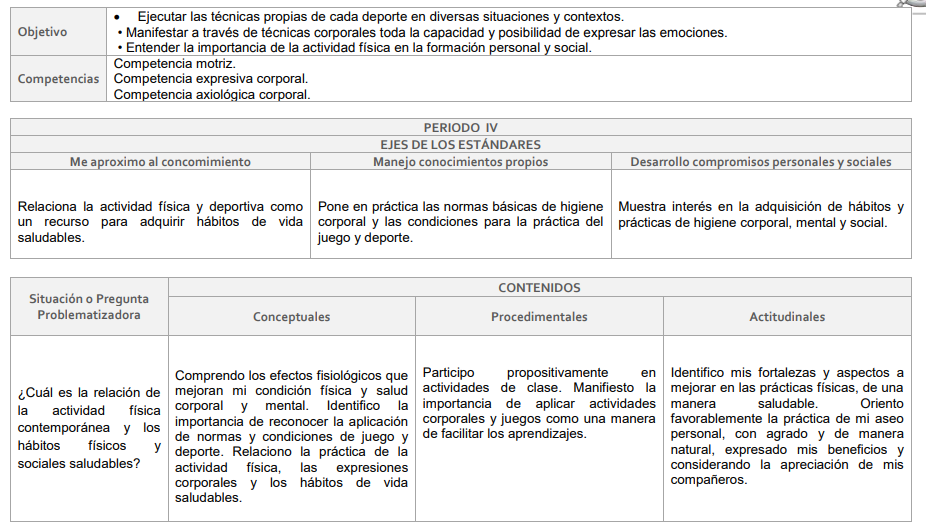 Objetivo
• Ejecutar las técnicas propias de cada deporte en diversas situaciones y contextos.
• Manifestar a través de técnicas corporales toda la capacidad y posibilidad de expresar las emociones.
• Entender la importancia de la actividad física en la formación personal y social.
Competencias
Competencia motriz.
Competencia expresiva corporal.
Competencia axiológica corporal.
PERIODO IV
EJES DE LOS ESTÁNDARES
Me aproximo al concomimiento
Manejo conocimientos propios
Desarrollo compromisos personales y sociales
Relaciona la actividad física y deportiva como
un recurso para adquirir hábitos de vida
saludables.
Pone en práctica las normas básicas de higiene
corporal y las condiciones para la práctica del
juego y deporte.
Muestra interés en la adquisición de hábitos y
prácticas de higiene corporal, mental y social.
Situación o Pregunta
Problematizadora
CONTENIDOS
Conceptuales
Procedimentales
Actitudinales
¿Cuál es la relación de
la actividad física
contemporánea y los
hábitos físicos y
sociales saludables?
Comprendo los efectos fisiológicos que
mejoran mi condición física y salud
corporal y mental. Identifico la
importancia de reconocer la aplicación
de normas y condiciones de juego y
deporte. Relaciono la práctica de la
actividad física, las expresiones
corporales y los hábitos de vida
saludables.
Participo propositivamente en
actividades de clase. Manifiesto la
importancia de aplicar actividades
corporales y juegos como una manera
de facilitar los aprendizajes.
Identifico mis fortalezas y aspectos a
mejorar en las prácticas físicas, de una
manera saludable. Oriento
favorablemente la práctica de mi aseo
personal, con agrado y de manera
natural, expresado mis beneficios y
considerando la apreciación de mis
compañeros.